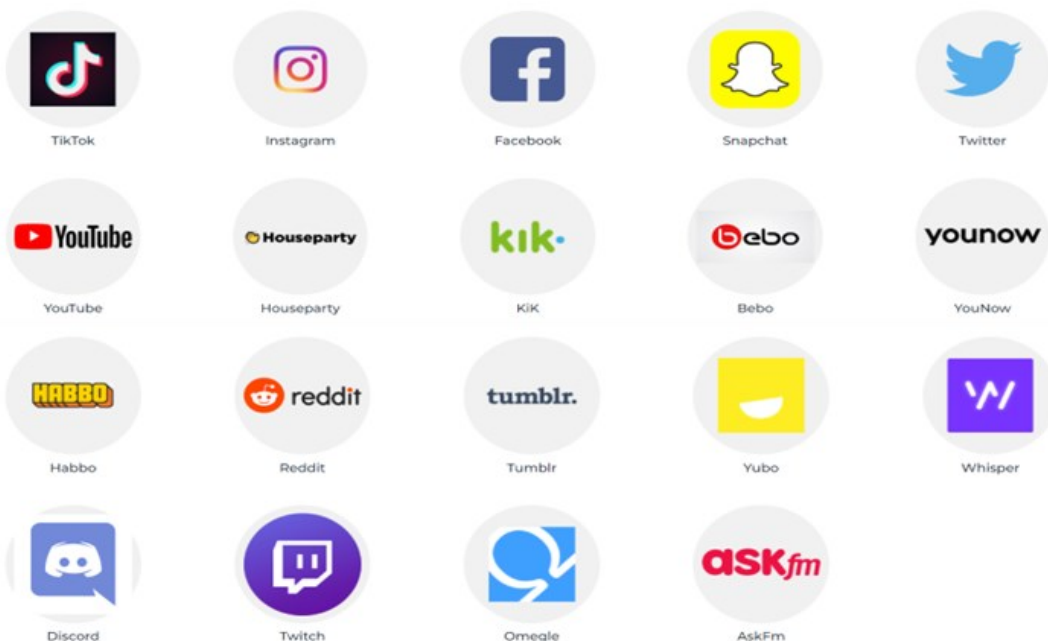 TikTok
Instagram
Facebook
Snapchat
Twitter
YouTube
Houseparty
kik
bebo
younow
YouTube
Houseparty
KiK
Bebo
YouNow
HABBO
reddit
tumblr.
Habbo
Reddit
Tumblr
Yubo
Whisper
askfm
Discord
Twitch
Omegle
AskFm